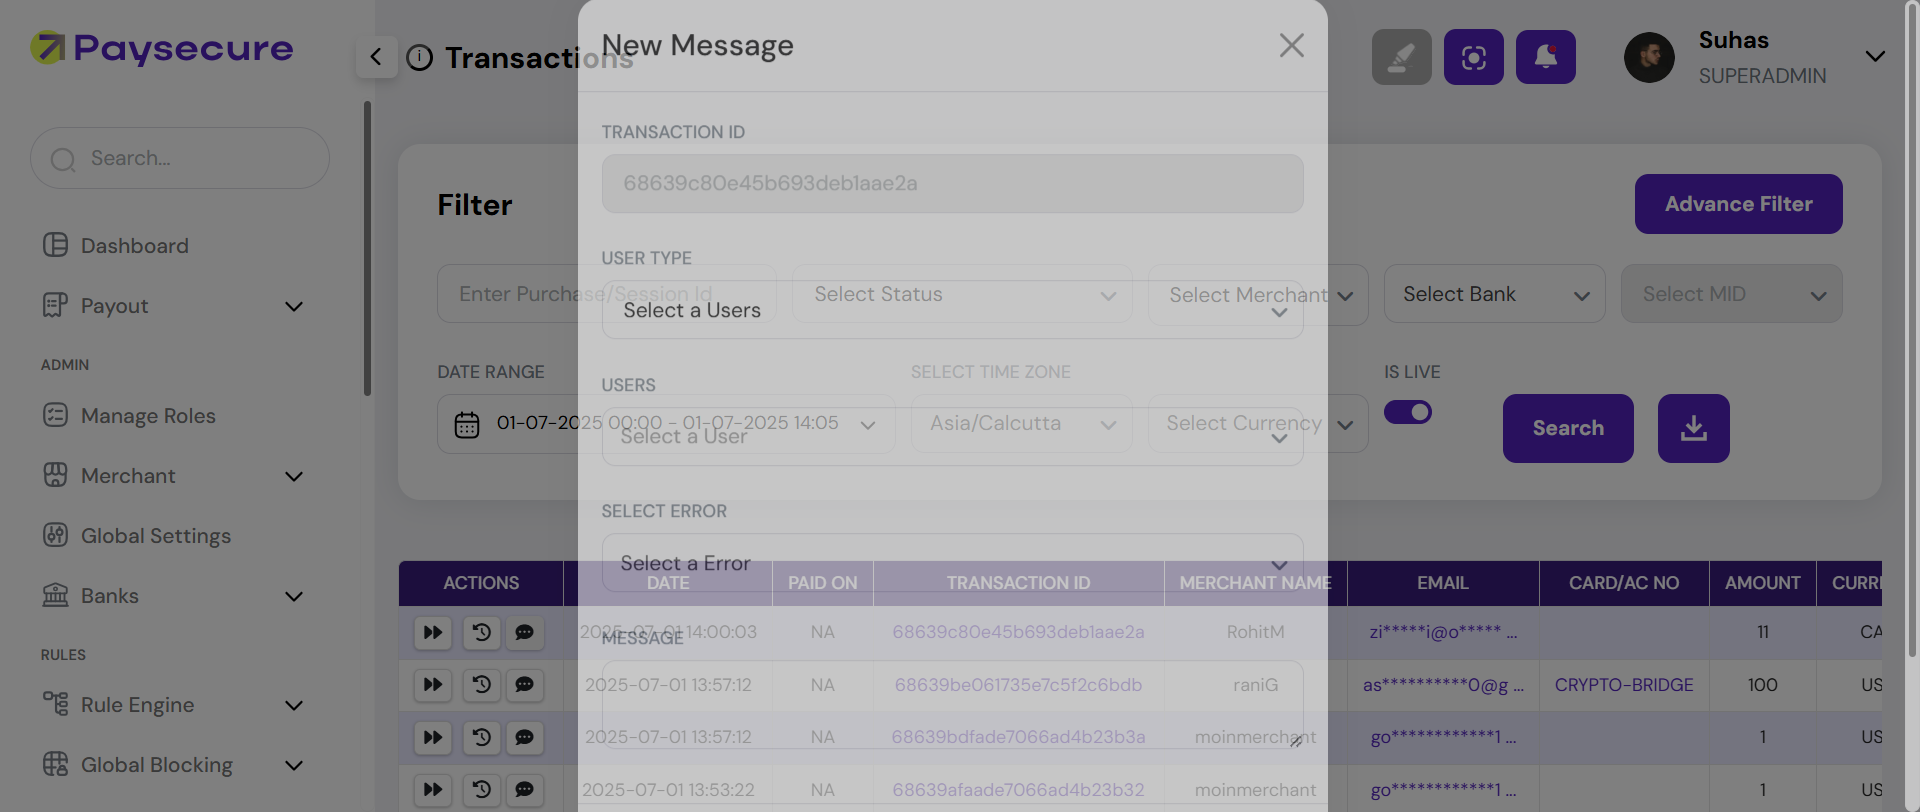 Paysecure
Transactions
Suhas
SUPERADMIN
Search...
Dashboard
Payout
ADMIN
Manage Roles
Merchant
Global Settings
Banks
RULES
Rule Engine
Global Blocking
New Message
TRANSACTION ID
68639c80e45b693deb1aae2a
USER TYPE
Select a Users
USERS
Select a User
SELECT ERROR
Select a Error
MESSAGE
Filter
Advance Filter
Enter Purchase/Session Id
Select Status
Select Merchant
Select Bank
Select MID
DATE RANGE
SELECT TIME ZONE
IS LIVE
01-07-2025 00:00 - 01-07-2025 14:05
Asia/Calcutta
Select Currency
Search
ACTIONS DATE PAID ON TRANSACTION ID MERCHANT NAME EMAIL CARD/AC NO AMOUNT CURR
2025-07-01 14:00:03 NA 68639c80e45b693deb1aae2a RohitM zi*****i@o***** ... 11 CA
2025-07-01 13:57:12 NA 68639be061735e7c5f2c6bdb raniG as**********0@g ... CRYPTO-BRIDGE 100 US
2025-07-01 13:57:12 NA 68639bdfade7066ad4b23b3a moinmerchant go************1 ... 1 US
2025-07-01 13:53:22 NA 68639afaade7066ad4b23b32 moinmerchant go************1 ... 1 US